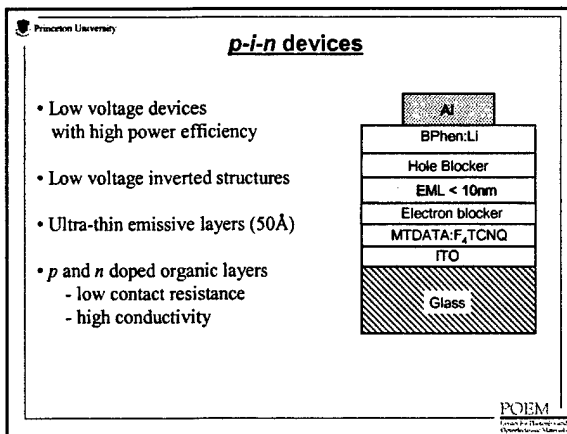 Princeton University
p-i-n devices
• Low voltage devices
with high power efficiency
• Low voltage inverted structures
• Ultra-thin emissive layers (50Å)
• p and n doped organic layers
- low contact resistance
- high conductivity
Al
BPhen:Li
Hole Blocker
EML < 10nm
Electron blocker
MTDATA:F₄TCNQ
ITO
Glass
POEM